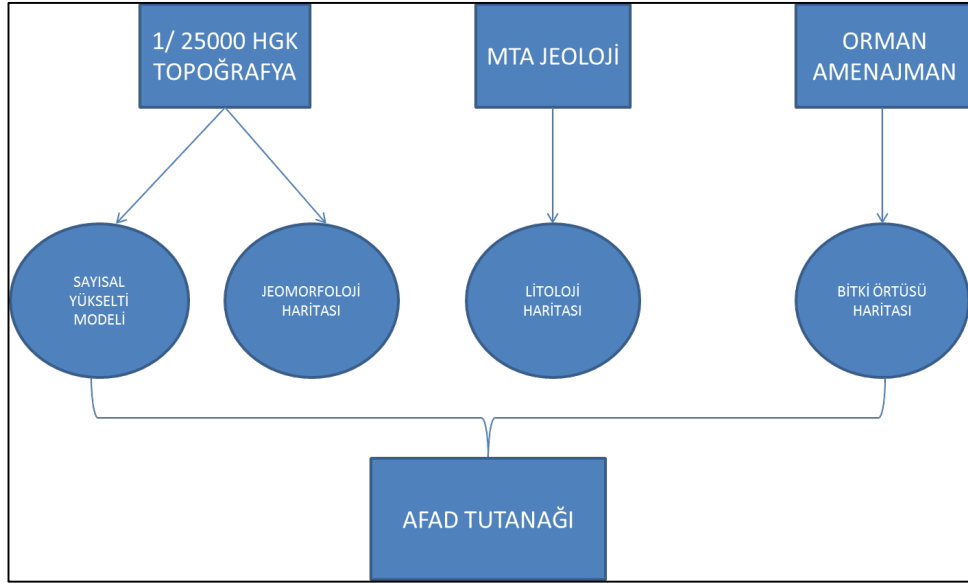 1/ 25000 HGK
TOPOĞRAFYA
MTA JEOLOJİ
ORMAN
AMENAJMAN
SAYISAL
YÜKSELTİ
MODELİ
JEOMORFOLOJİ
HARİTASI
LİTOLOJİ
HARİTASI
BİTKİ ÖRTÜSÜ
HARİTASI
AFAD TUTANAĞI